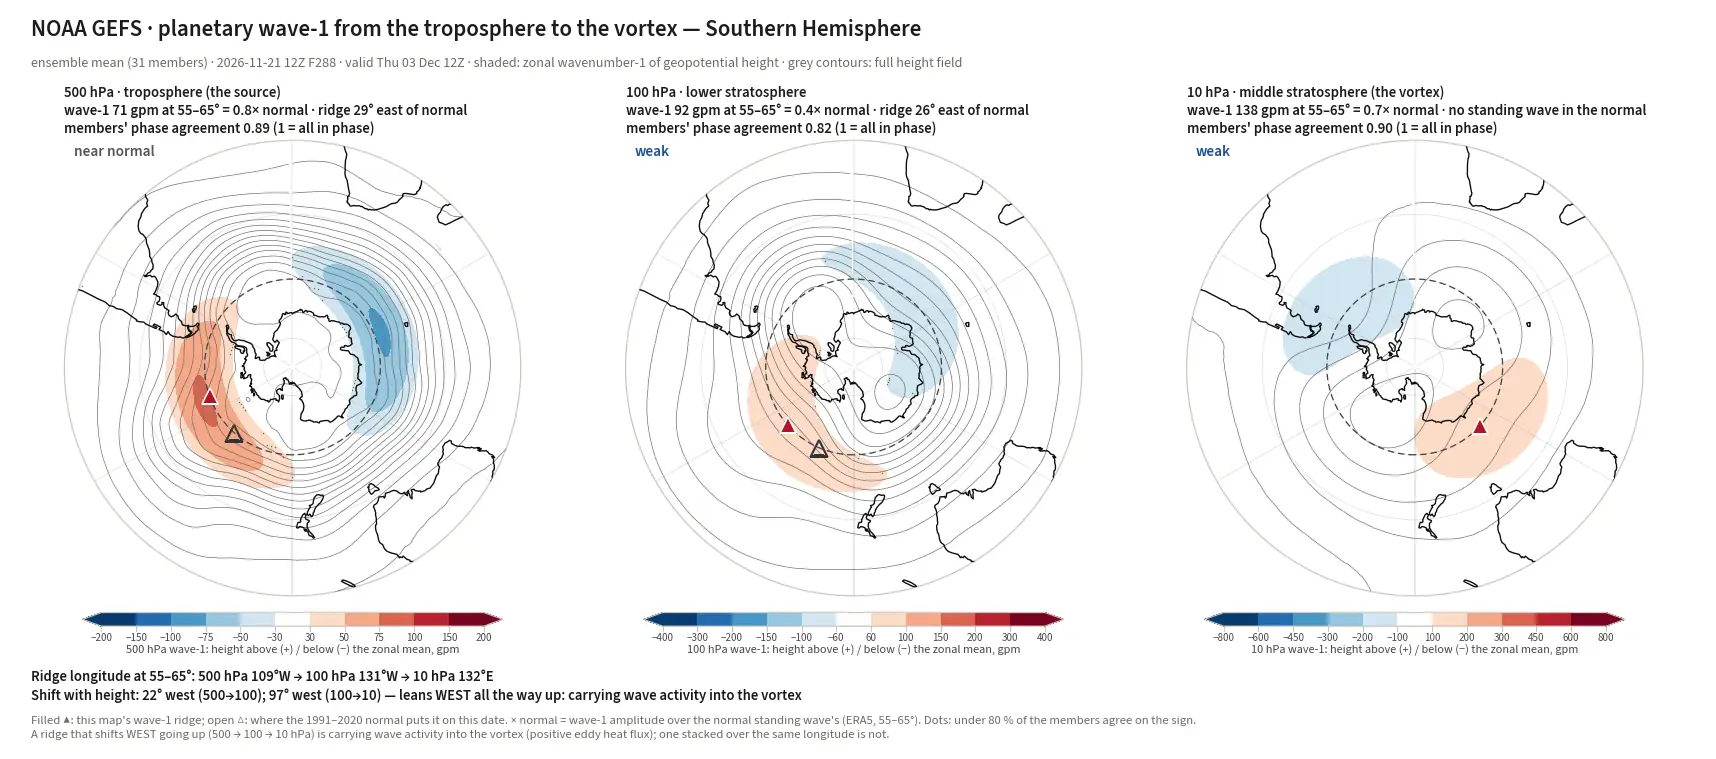 NOAA GEFS · planetary wave-1 from the troposphere to the vortex — Southern Hemisphere
ensemble mean (31 members) · 2026-11-21 12Z F288 · valid Thu 03 Dec 12Z · shaded: zonal wavenumber-1 of geopotential height · grey contours: full height field
500 hPa · troposphere (the source)
wave-1 71 gpm at 55–65° = 0.8× normal · ridge 29° east of normal
members' phase agreement 0.89 (1 = all in phase)
near normal
100 hPa · lower stratosphere
wave-1 92 gpm at 55–65° = 0.4× normal · ridge 26° east of normal
members' phase agreement 0.82 (1 = all in phase)
weak
10 hPa · middle stratosphere (the vortex)
wave-1 138 gpm at 55–65° = 0.7× normal · no standing wave in the normal
members' phase agreement 0.90 (1 = all in phase)
weak
−200 −150 −100 −75 −50 −30 30 50 75 100 150 200
500 hPa wave-1: height above (+) / below (−) the zonal mean, gpm
−400 −300 −200 −150 −100 −60 60 100 150 200 300 400
100 hPa wave-1: height above (+) / below (−) the zonal mean, gpm
−800 −600 −450 −300 −200 −100 100 200 300 450 600 800
10 hPa wave-1: height above (+) / below (−) the zonal mean, gpm
Ridge longitude at 55–65°: 500 hPa 109°W → 100 hPa 131°W → 10 hPa 132°E
Shift with height: 22° west (500→100); 97° west (100→10) — leans WEST all the way up: carrying wave activity into the vortex
Filled ▲: this map's wave-1 ridge; open △: where the 1991–2020 normal puts it on this date. × normal = wave-1 amplitude over the normal standing wave's (ERA5, 55–65°). Dots: under 80 % of the members agree on the sign.
A ridge that shifts WEST going up (500 → 100 → 10 hPa) is carrying wave activity into the vortex (positive eddy heat flux); one stacked over the same longitude is not.